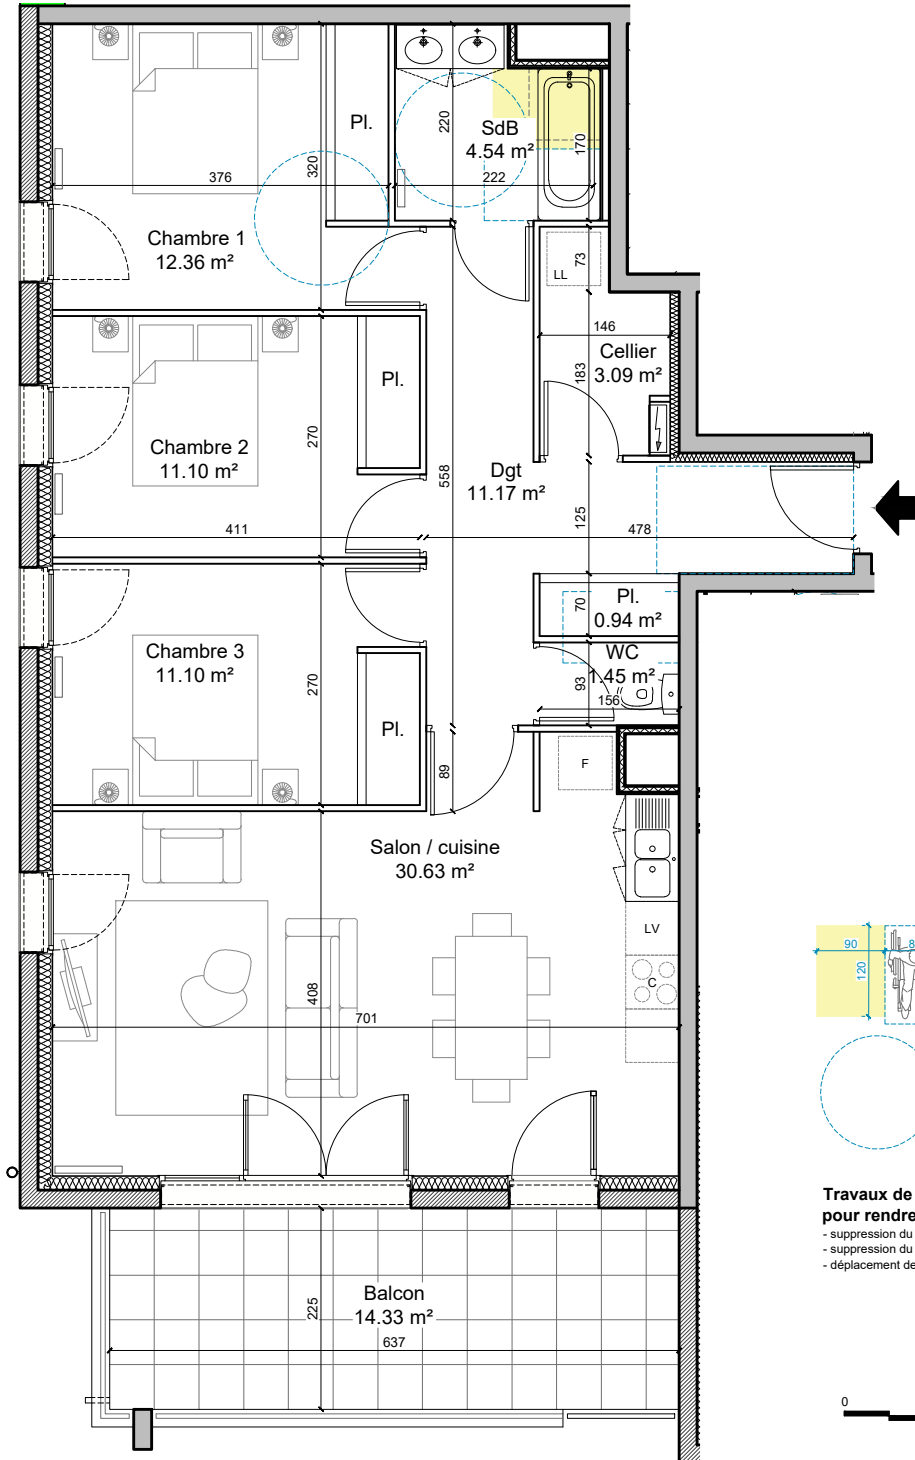 Pl.
SdB
4.54 m²
220
170
376
320
222
Chambre 1
12.36 m²
LL
73
146
Cellier
3.09 m²
183
Pl.
Chambre 2
11.10 m²
270
558
Dgt
11.17 m²
125
411
478
Pl.
0.94 m²
70
Chambre 3
11.10 m²
270
WC
1.45 m²
93
156
Pl.
89
F
Salon / cuisine
30.63 m²
LV
C
408
701
90
8
120
Travaux de
pour rendre
- suppression du
- suppression du
- déplacement de
Balcon
14.33 m²
225
637
0